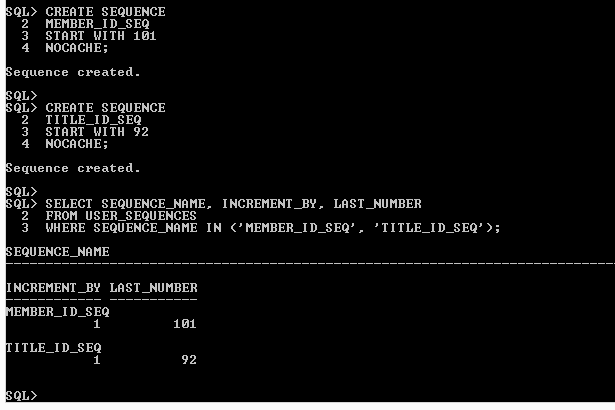 SQL> CREATE SEQUENCE
  2  MEMBER_ID_SEQ
  3  START WITH 101
  4  NOCACHE;

Sequence created.

SQL>
SQL> CREATE SEQUENCE
  2  TITLE_ID_SEQ
  3  START WITH 92
  4  NOCACHE;

Sequence created.

SQL>
SQL> SELECT SEQUENCE_NAME, INCREMENT_BY, LAST_NUMBER
  2  FROM USER_SEQUENCES
  3  WHERE SEQUENCE_NAME IN ('MEMBER_ID_SEQ', 'TITLE_ID_SEQ');

SEQUENCE_NAME
--------------------------------------------------------------------------------

INCREMENT_BY LAST_NUMBER
------------ -----------
MEMBER_ID_SEQ
           1         101

TITLE_ID_SEQ
           1          92


SQL>